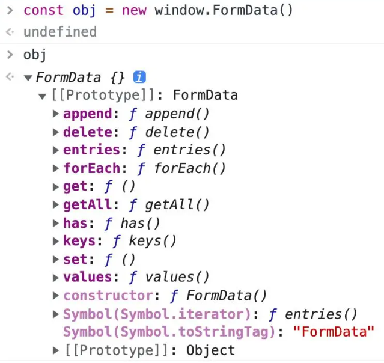 > const obj = new window.FormData()
< undefined
> obj
< ▼ FormData {} i
▼ [[Prototype]]: FormData
▶ append: ƒ append()
▶ delete: ƒ delete()
▶ entries: ƒ entries()
▶ forEach: ƒ forEach()
▶ get: ƒ ()
▶ getAll: ƒ getAll()
▶ has: ƒ has()
▶ keys: ƒ keys()
▶ set: ƒ ()
▶ values: ƒ values()
▶ constructor: ƒ FormData()
▶ Symbol(Symbol.iterator): ƒ entries()
Symbol(Symbol.toStringTag): "FormData"
▶ [[Prototype]]: Object